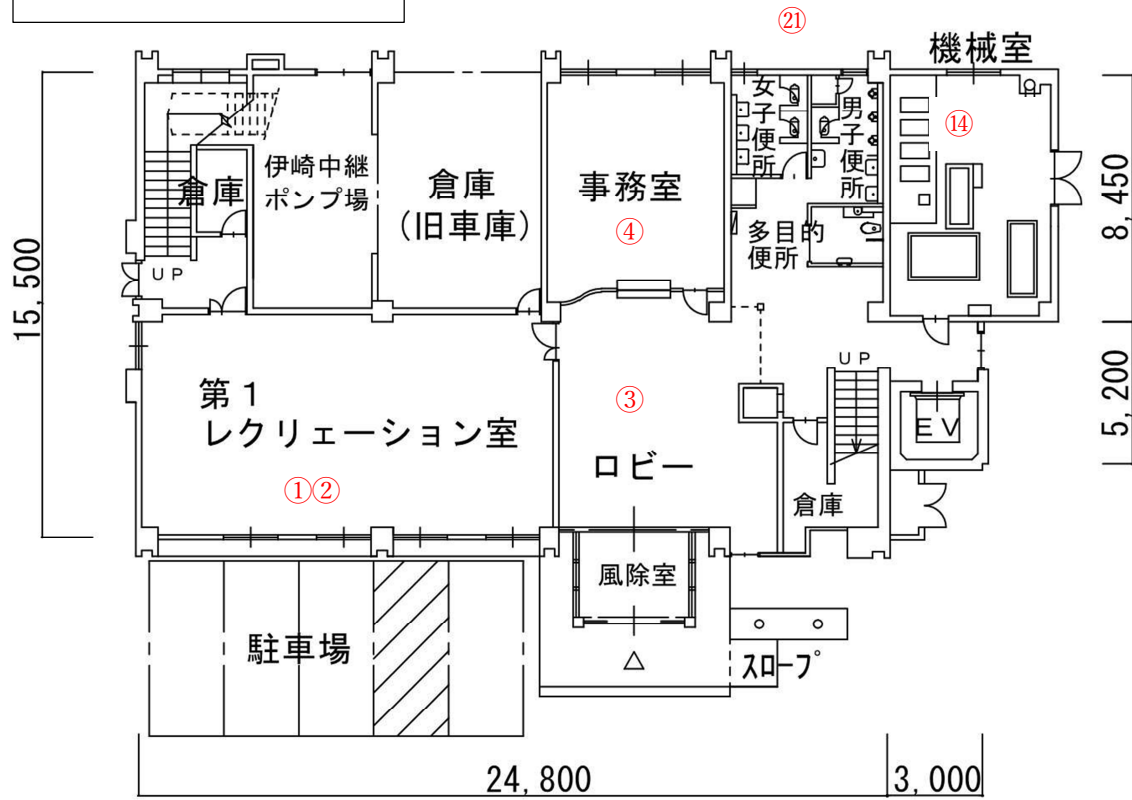 ㉑
機械室
女子便所
男子便所
⑭
伊崎中継
ポンプ場
倉庫
倉庫
(旧車庫)
事務室
④
多目的
便所
8,450
15,500
UP
UP
第1
レクリェーション室
①②
③
ロビー
EV
5,200
倉庫
風除室
駐車場
△
スロープ
24,800
3,000